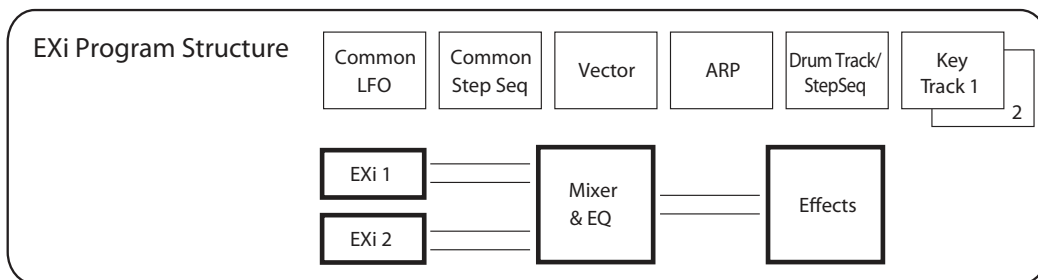 EXi Program Structure
Common
LFO
Common
Step Seq
Vector
ARP
Drum Track/
StepSeq
Key
Track 1
2
EXi 1
EXi 2
Mixer
& EQ
Effects